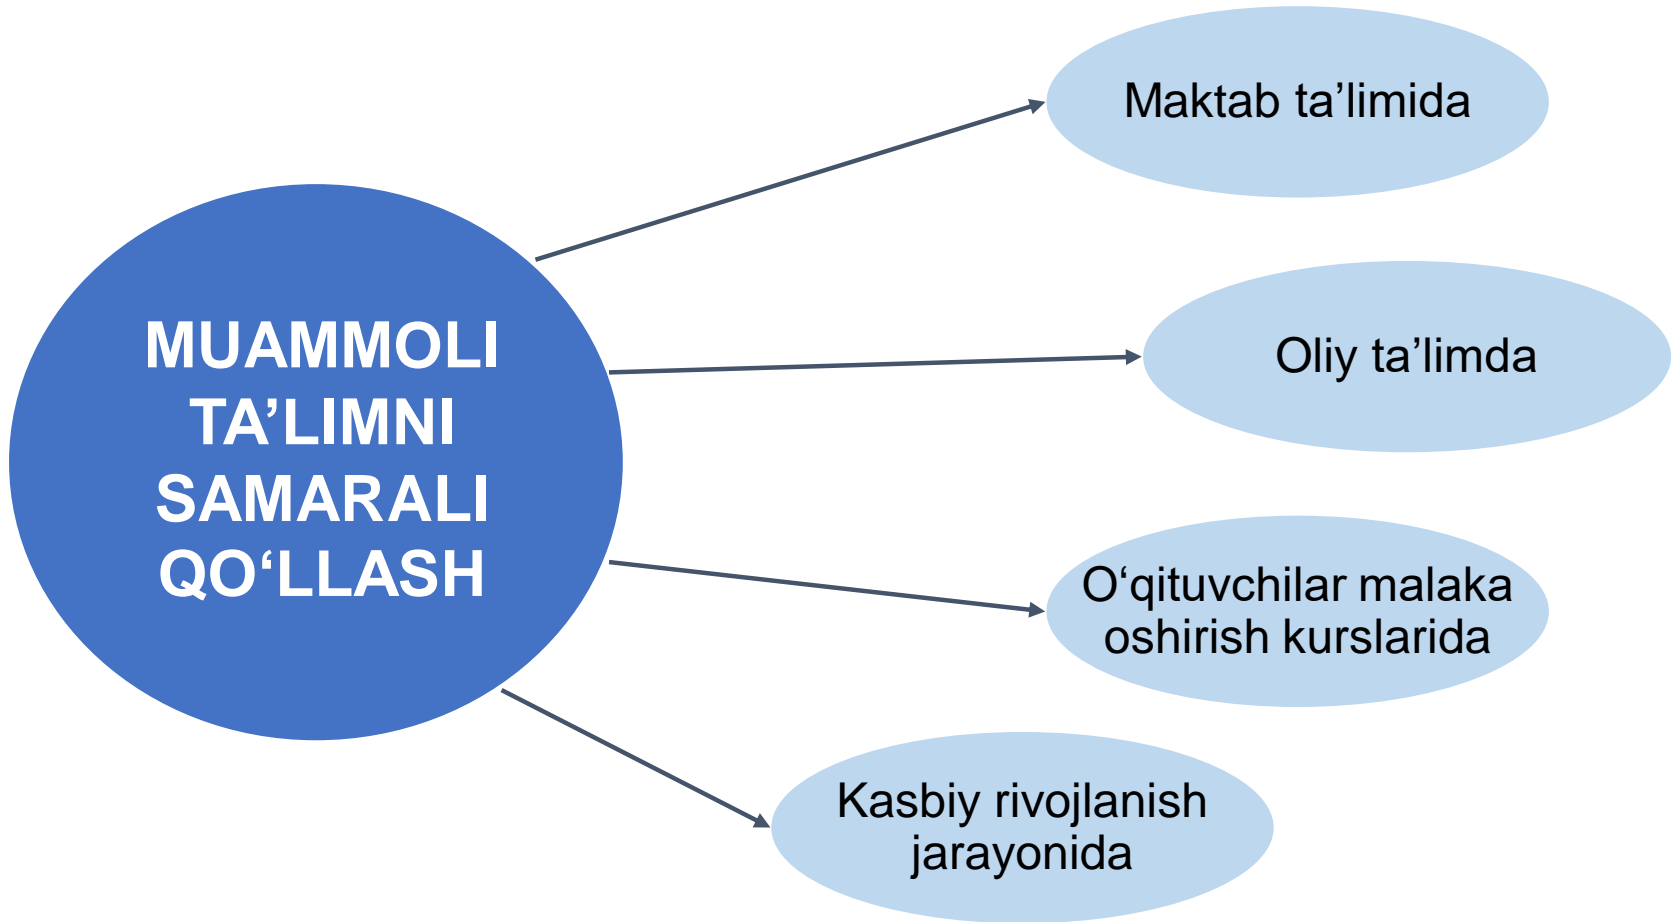 MUAMMOLI
TA’LIMNI
SAMARALI
QO‘LLASH
Maktab ta’limida
Oliy ta’limda
O‘qituvchilar malaka
oshirish kurslarida
Kasbiy rivojlanish
jarayonida